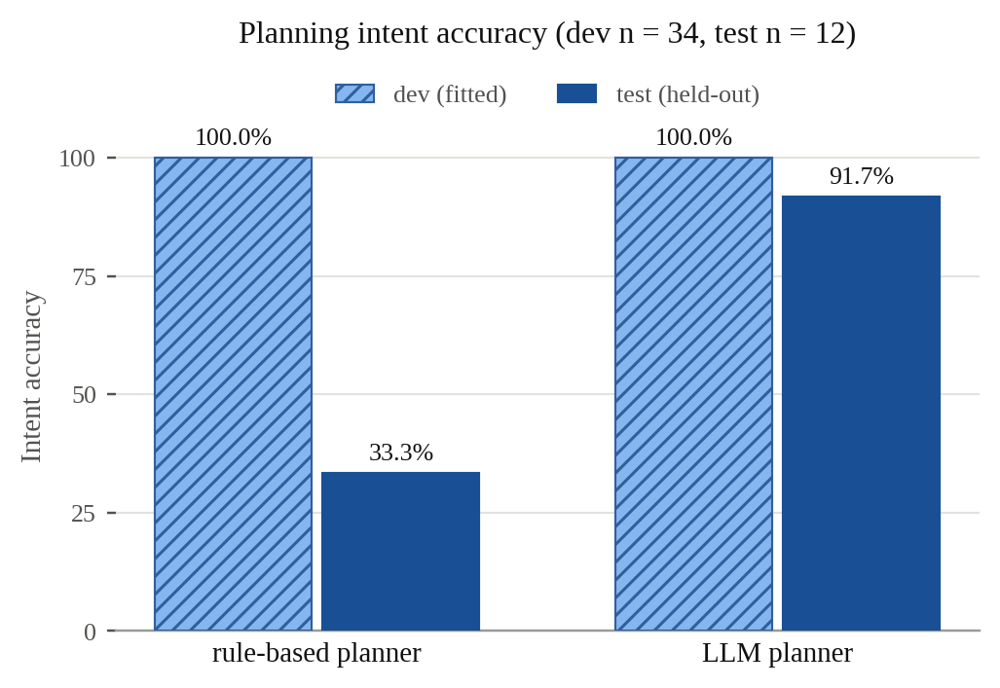 Planning intent accuracy (dev n = 34, test n = 12)
dev (fitted) test (held-out)
100.0% 100.0%
91.7%
33.3%
100
75
50
25
0
Intent accuracy
rule-based planner LLM planner